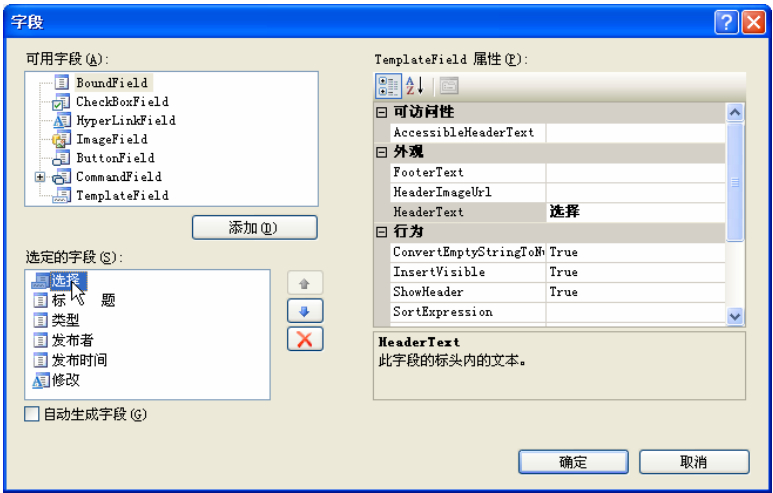 字段
可用字段(A):
BoundField
CheckBoxField
HyperLinkField
ImageField
ButtonField
CommandField
TemplateField
添加(D)
选定的字段(S):
选择
标 题
类型
发布者
发布时间
修改
自动生成字段(G)
TemplateField 属性(P):
可访问性
AccessibleHeaderText
外观
FooterText
HeaderImageUrl
HeaderText 选择
行为
ConvertEmptyStringToNu True
InsertVisible True
ShowHeader True
SortExpression
HeaderText
此字段的标头内的文本。
确定 取消